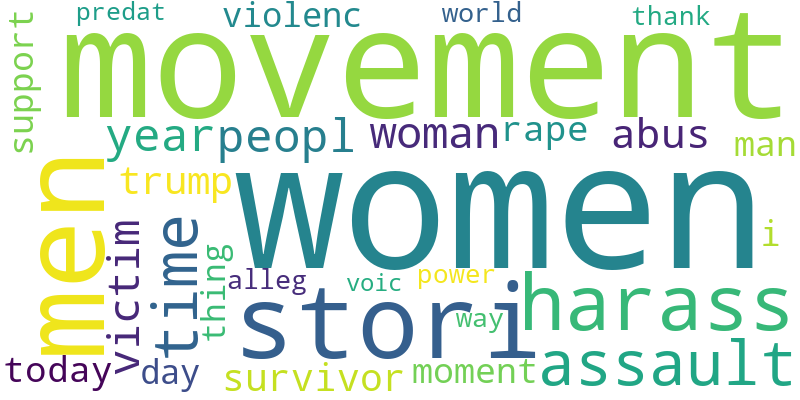 predat
violenc
world
thank
support
movement
year
peopl
woman
rape
abus
man
men
trump
women
i
victim
time
thing
alleg
voic
power
stori
harass
way
today
day
survivor
moment
assault